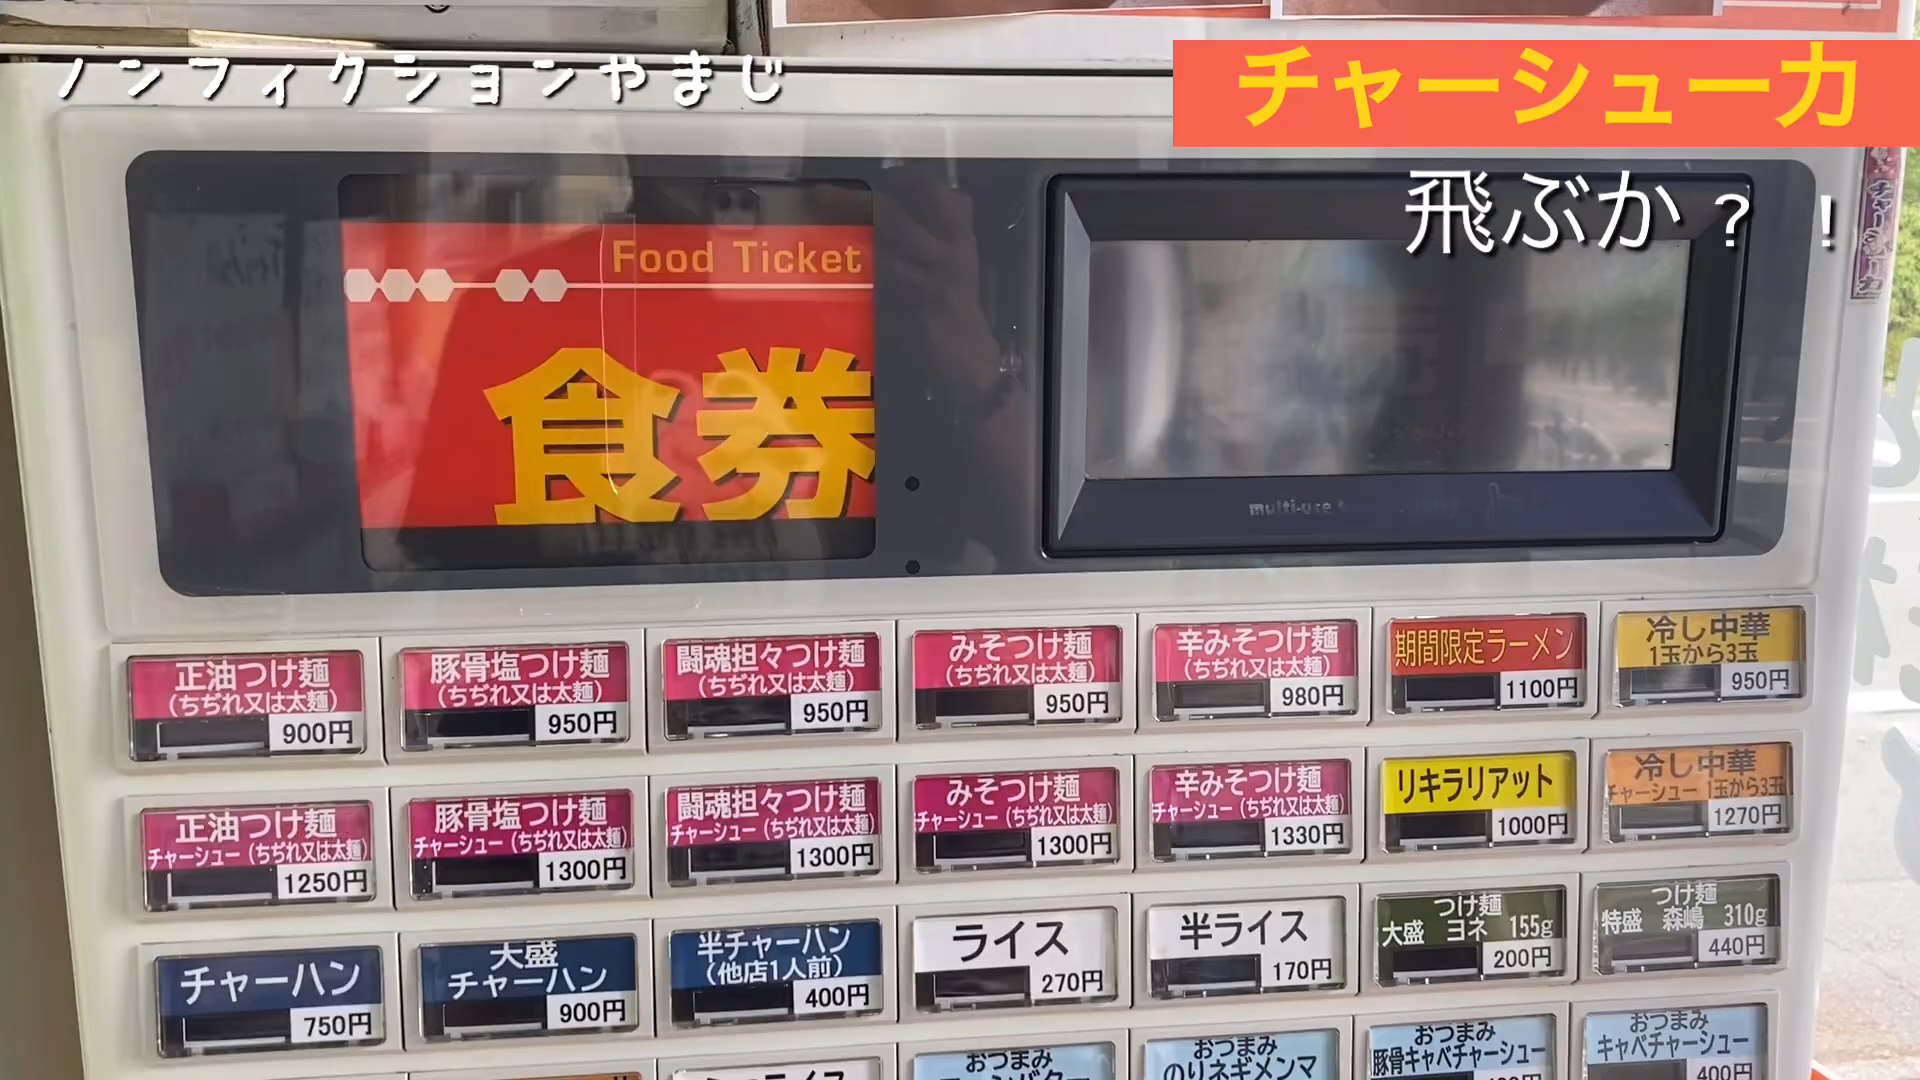 ノンフィクションやまじ
チャーシュー力
飛ぶか？！
チャーシュー力
Food Ticket
食券
multi-use
正油つけ麺
(ちぢれ又は太麺)
900円
豚骨塩つけ麺
(ちぢれ又は太麺)
950円
闘魂担々つけ麺
(ちぢれ又は太麺)
950円
みそつけ麺
(ちぢれ又は太麺)
950円
辛みそつけ麺
(ちぢれ又は太麺)
980円
期間限定ラーメン
1100円
冷し中華
1玉から3玉
950円
正油つけ麺
チャーシュー(ちぢれ又は太麺)
1250円
豚骨塩つけ麺
チャーシュー(ちぢれ又は太麺)
1300円
闘魂担々つけ麺
チャーシュー(ちぢれ又は太麺)
1300円
みそつけ麺
チャーシュー(ちぢれ又は太麺)
1300円
辛みそつけ麺
チャーシュー(ちぢれ又は太麺)
1330円
リキラリアット
1000円
冷し中華
チャーシュー 1玉から3玉
1270円
チャーハン
750円
大盛
チャーハン
900円
半チャーハン
(他店1人前)
400円
ライス
270円
半ライス
170円
つけ麺
大盛 ヨネ 155g
200円
つけ麺
特盛 森嶋 310g
440円
おつまみ
おつまみ
のりネギメンマ
おつまみ
豚骨キャベチャーシュー
おつまみ
キャベチャーシュー
400円